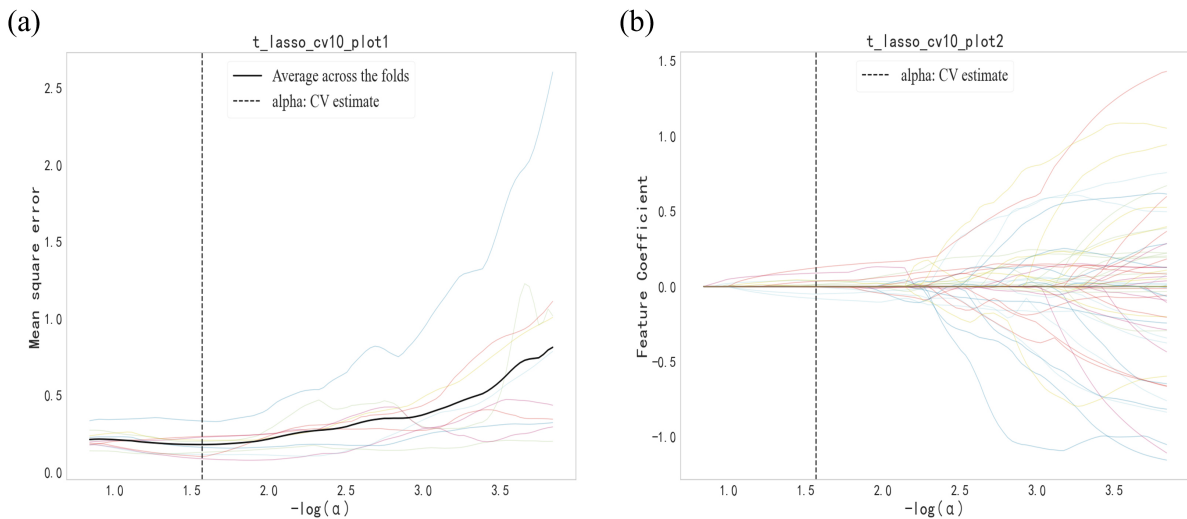 (a)
t_lasso_cv10_plot1
Average across the folds
alpha: CV estimate
Mean square error
2.5
2.0
1.5
1.0
0.5
0.0
1.0 1.5 2.0 2.5 3.0 3.5
-log(α)
(b)
t_lasso_cv10_plot2
alpha: CV estimate
Feature Coefficient
1.5
1.0
0.5
0.0
-0.5
-1.0
1.0 1.5 2.0 2.5 3.0 3.5
-log(α)